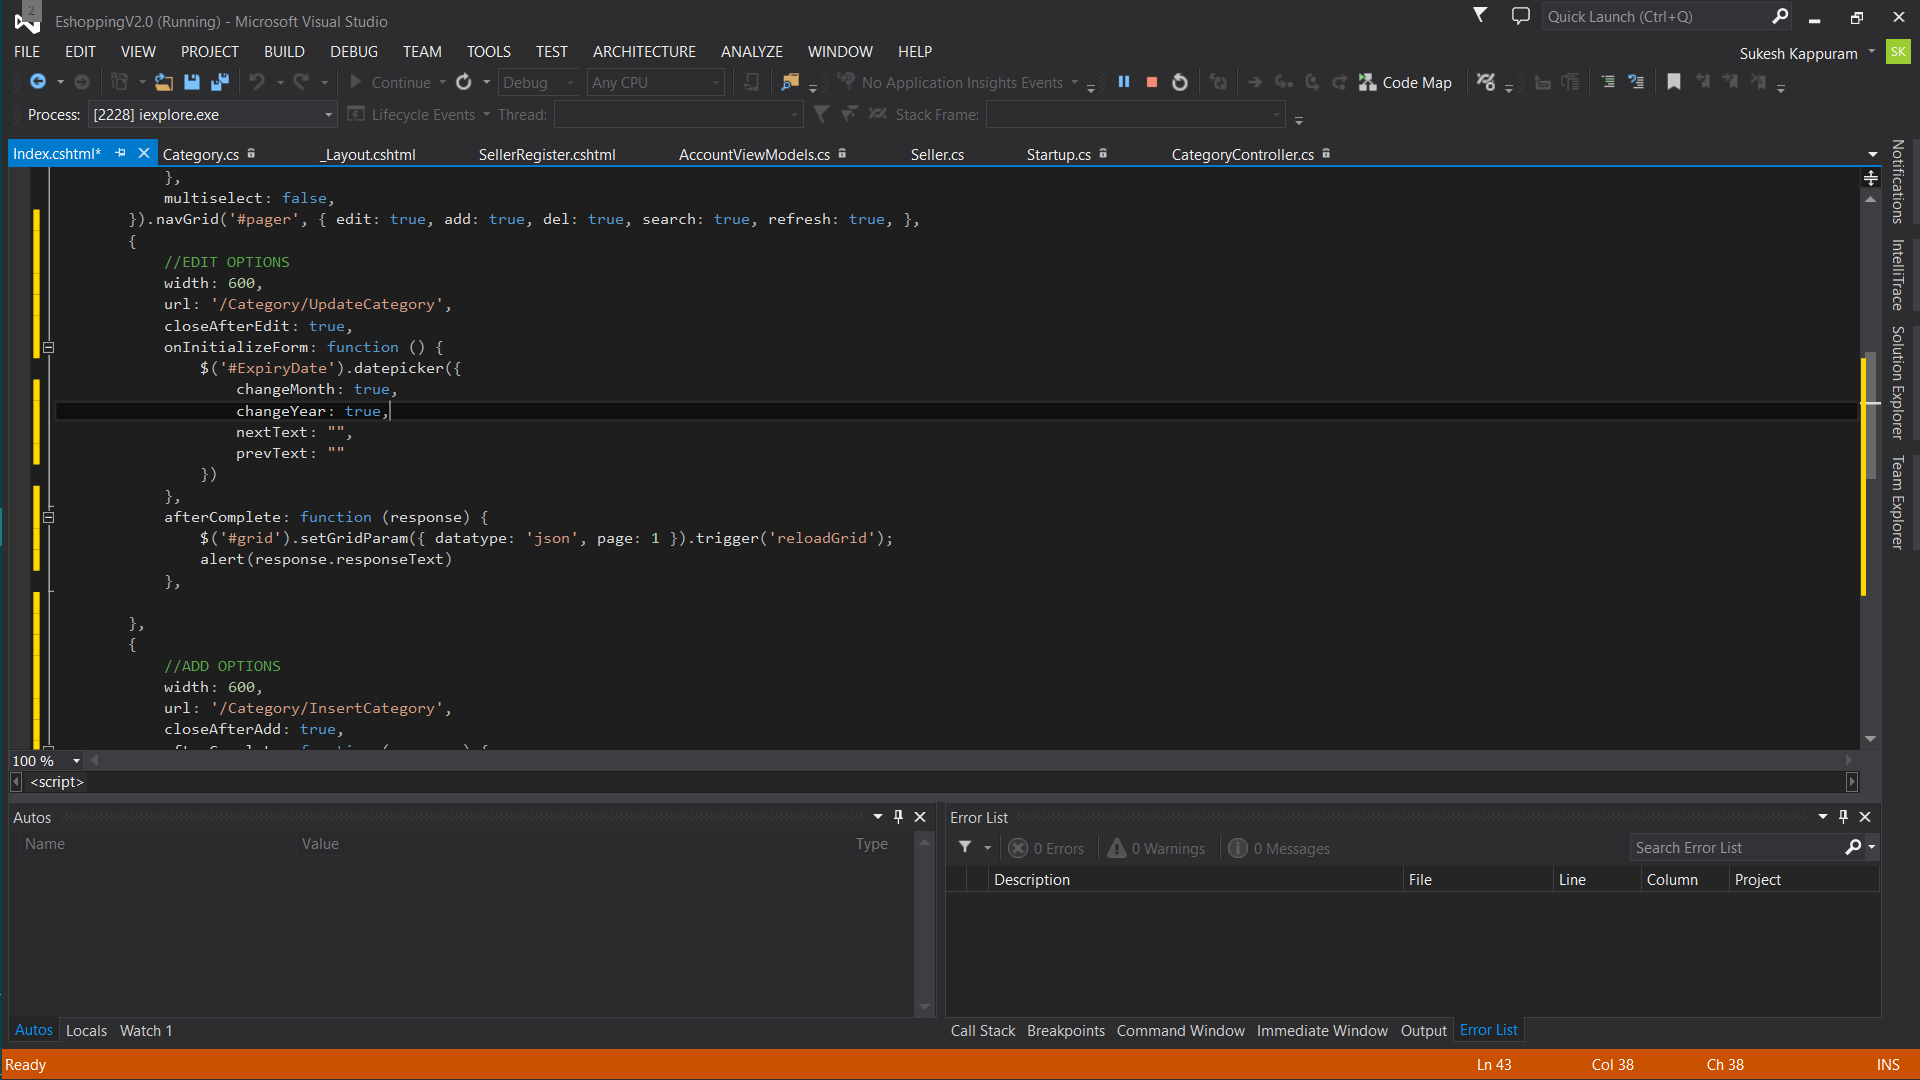 2
EshoppingV2.0 (Running) - Microsoft Visual Studio
Quick Launch (Ctrl+Q)
FILE EDIT VIEW PROJECT BUILD DEBUG TEAM TOOLS TEST ARCHITECTURE ANALYZE WINDOW HELP
Sukesh Kappuram SK
Continue Debug Any CPU No Application Insights Events Code Map
Process: [2228] iexplore.exe Lifecycle Events Thread: Stack Frame:
Index.cshtml* Category.cs _Layout.cshtml SellerRegister.cshtml AccountViewModels.cs Seller.cs Startup.cs CategoryController.cs
},
multiselect: false,
}).navGrid('#pager', { edit: true, add: true, del: true, search: true, refresh: true, },
{
//EDIT OPTIONS
width: 600,
url: '/Category/UpdateCategory',
closeAfterEdit: true,
onInitializeForm: function () {
$('#ExpiryDate').datepicker({
changeMonth: true,
changeYear: true,
nextText: "",
prevText: ""
})
},
afterComplete: function (response) {
$('#grid').setGridParam({ datatype: 'json', page: 1 }).trigger('reloadGrid');
alert(response.responseText)
},
},
{
//ADD OPTIONS
width: 600,
url: '/Category/InsertCategory',
closeAfterAdd: true,
Notifications
IntelliTrace
Solution Explorer
Team Explorer
100 %
<script>
Autos
Name Value Type
Autos Locals Watch 1
Error List
0 Errors 0 Warnings 0 Messages Search Error List
Description File Line Column Project
Call Stack Breakpoints Command Window Immediate Window Output Error List
Ready Ln 43 Col 38 Ch 38 INS